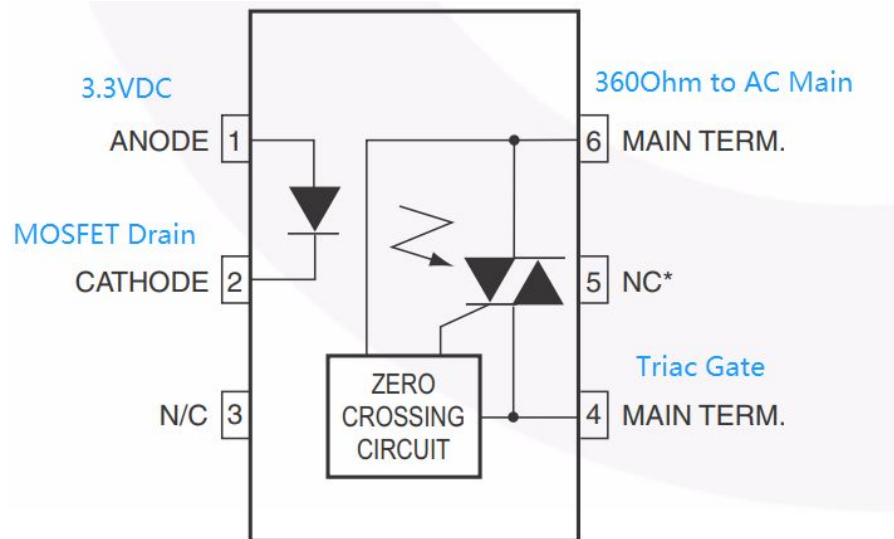 3.3VDC
360Ohm to AC Main
ANODE 1
6 MAIN TERM.
MOSFET Drain
CATHODE 2
5 NC*
Triac Gate
N/C 3
ZERO
CROSSING
CIRCUIT
4 MAIN TERM.